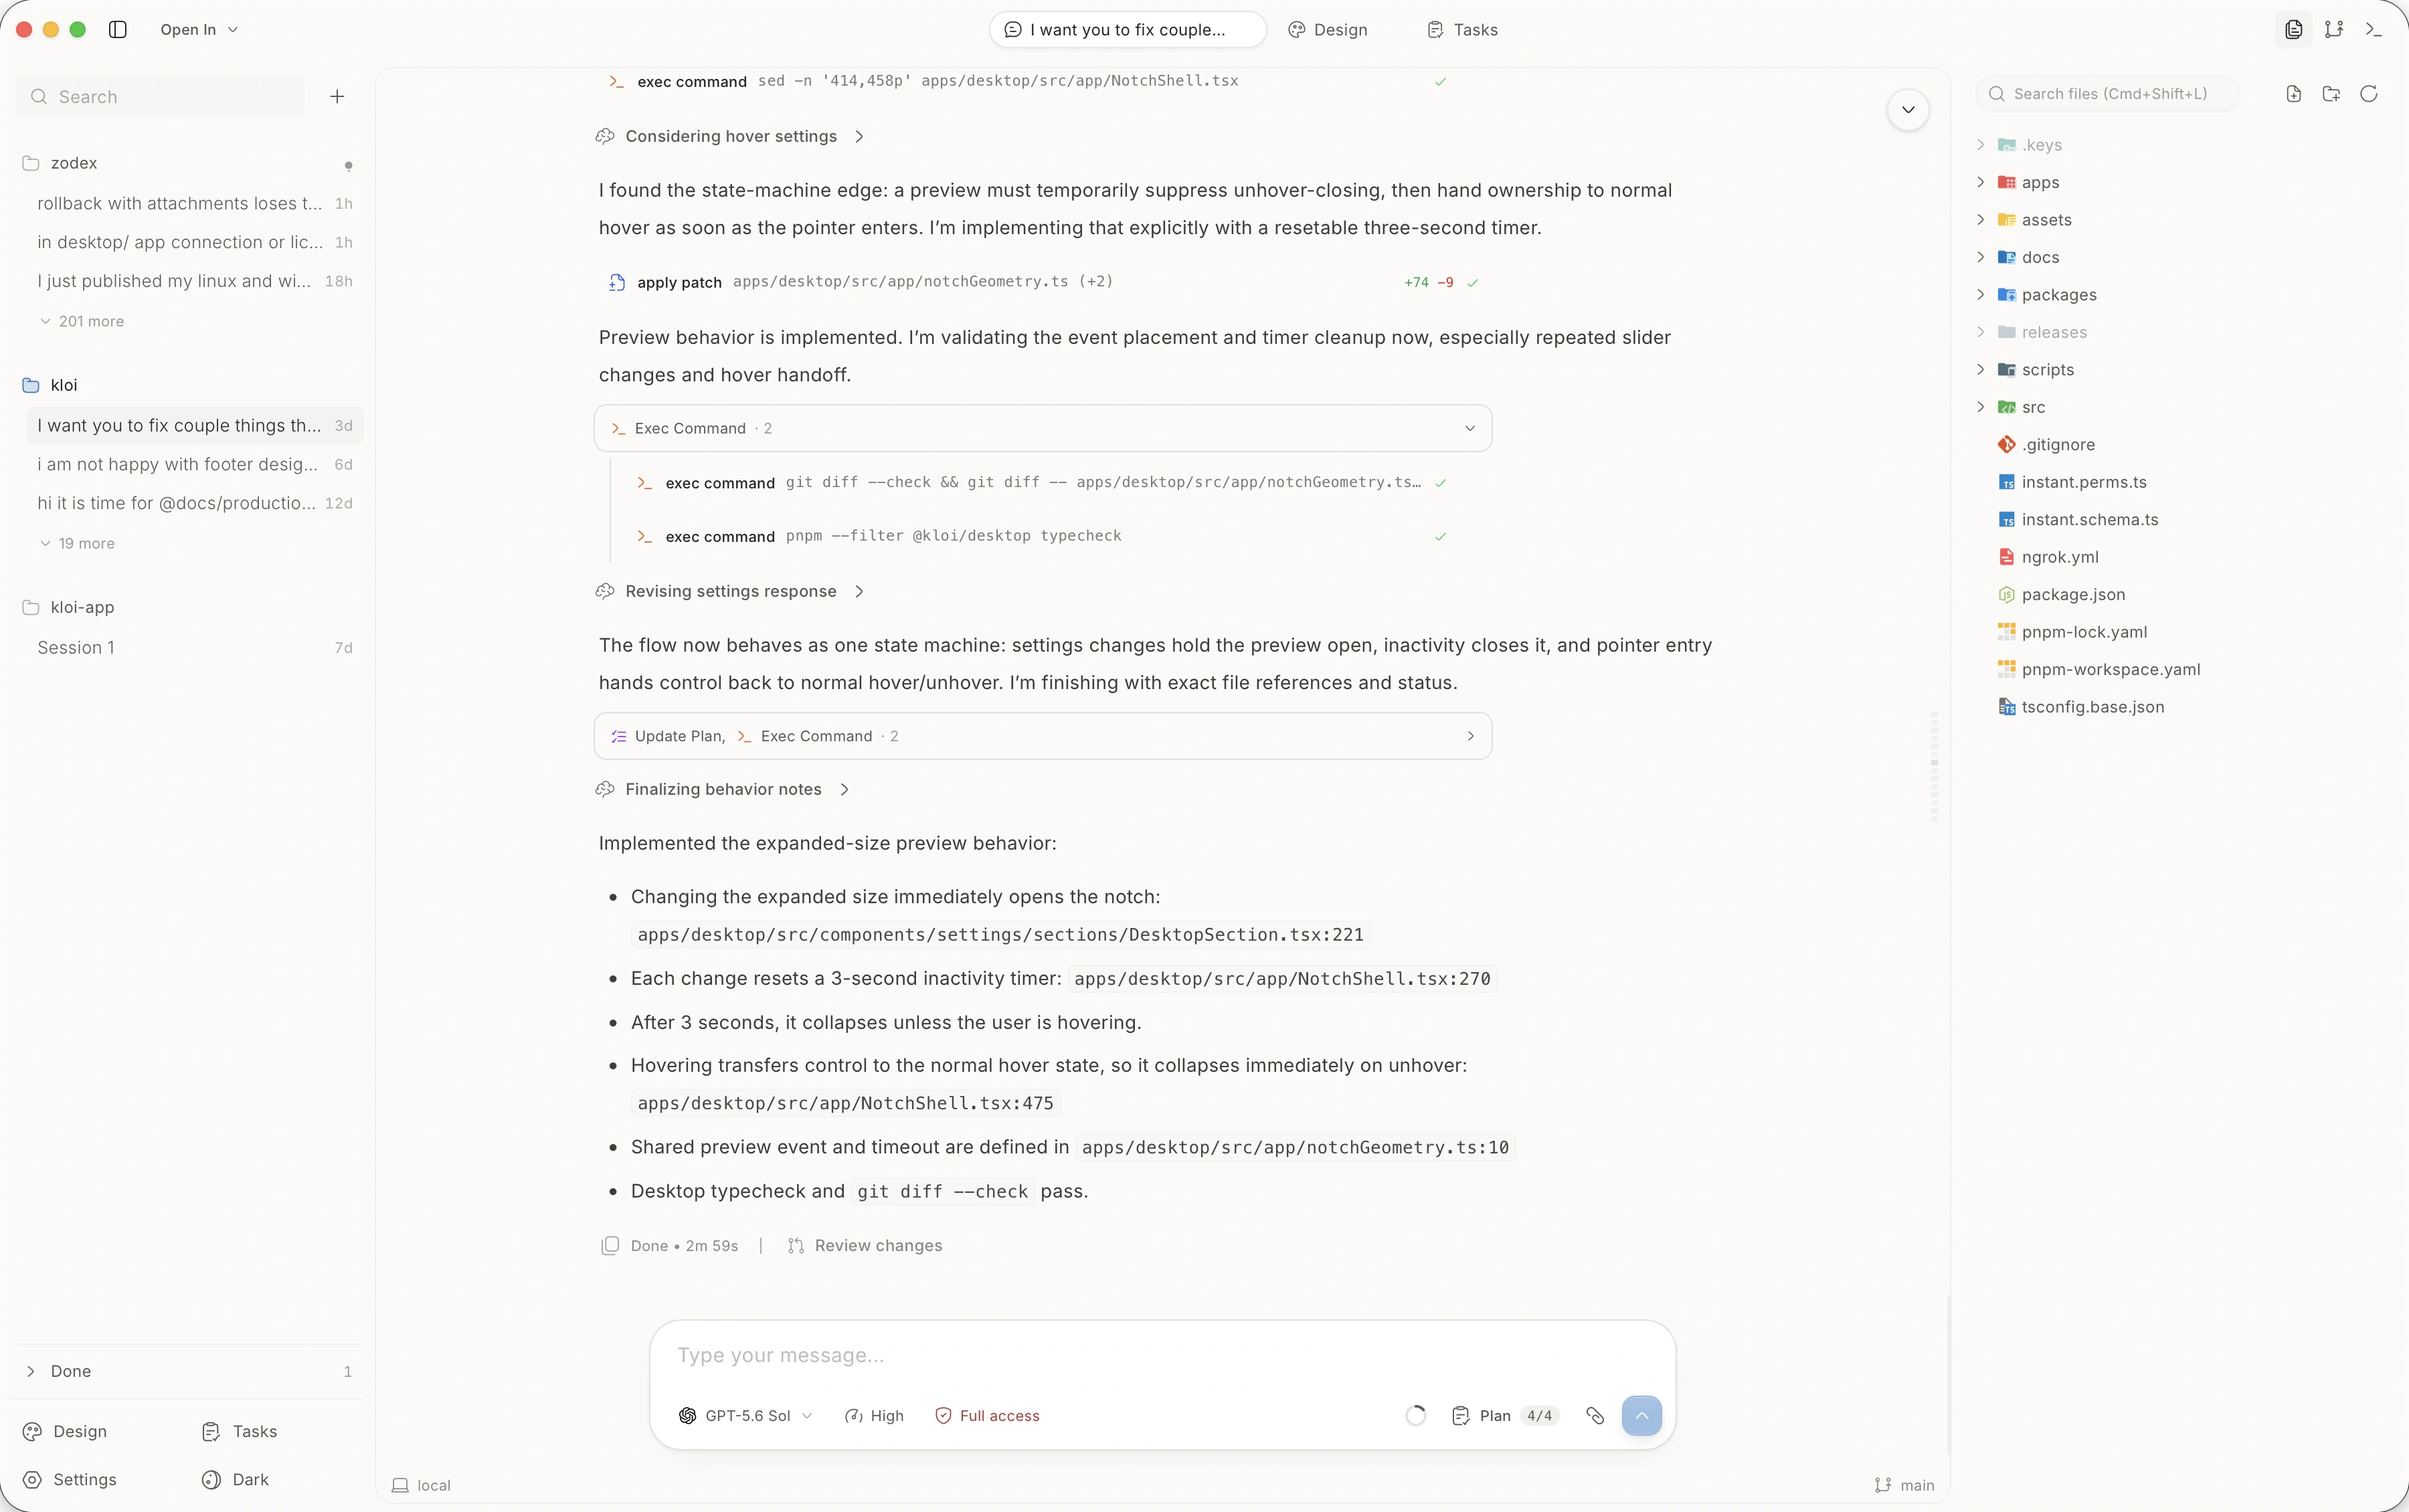 Open In
I want you to fix couple...
Design
Tasks
Search
zodex
rollback with attachments loses t... 1h
in desktop/ app connection or lic... 1h
I just published my linux and wi... 18h
201 more
kloi
I want you to fix couple things th... 3d
i am not happy with footer desig... 6d
hi it is time for @docs/productio... 12d
19 more
kloi-app
Session 1 7d
Done 1
Design
Tasks
Settings
Dark
exec command sed -n '414,458p' apps/desktop/src/app/NotchShell.tsx
Considering hover settings
I found the state-machine edge: a preview must temporarily suppress unhover-closing, then hand ownership to normal
hover as soon as the pointer enters. I’m implementing that explicitly with a resetable three-second timer.
apply patch apps/desktop/src/app/notchGeometry.ts (+2) +74 -9
Preview behavior is implemented. I’m validating the event placement and timer cleanup now, especially repeated slider
changes and hover handoff.
Exec Command · 2
exec command git diff --check && git diff -- apps/desktop/src/app/notchGeometry.ts…
exec command pnpm --filter @kloi/desktop typecheck
Revising settings response
The flow now behaves as one state machine: settings changes hold the preview open, inactivity closes it, and pointer entry
hands control back to normal hover/unhover. I’m finishing with exact file references and status.
Update Plan, Exec Command · 2
Finalizing behavior notes
Implemented the expanded-size preview behavior:
• Changing the expanded size immediately opens the notch:
apps/desktop/src/components/settings/sections/DesktopSection.tsx:221
• Each change resets a 3-second inactivity timer: apps/desktop/src/app/NotchShell.tsx:270
• After 3 seconds, it collapses unless the user is hovering.
• Hovering transfers control to the normal hover state, so it collapses immediately on unhover:
apps/desktop/src/app/NotchShell.tsx:475
• Shared preview event and timeout are defined in apps/desktop/src/app/notchGeometry.ts:10
• Desktop typecheck and git diff --check pass.
Done • 2m 59s | Review changes
Type your message...
GPT-5.6 Sol
High
Full access
Plan 4/4
local
main
Search files (Cmd+Shift+L)
.keys
apps
assets
docs
packages
releases
scripts
src
.gitignore
instant.perms.ts
instant.schema.ts
ngrok.yml
package.json
pnpm-lock.yaml
pnpm-workspace.yaml
tsconfig.base.json